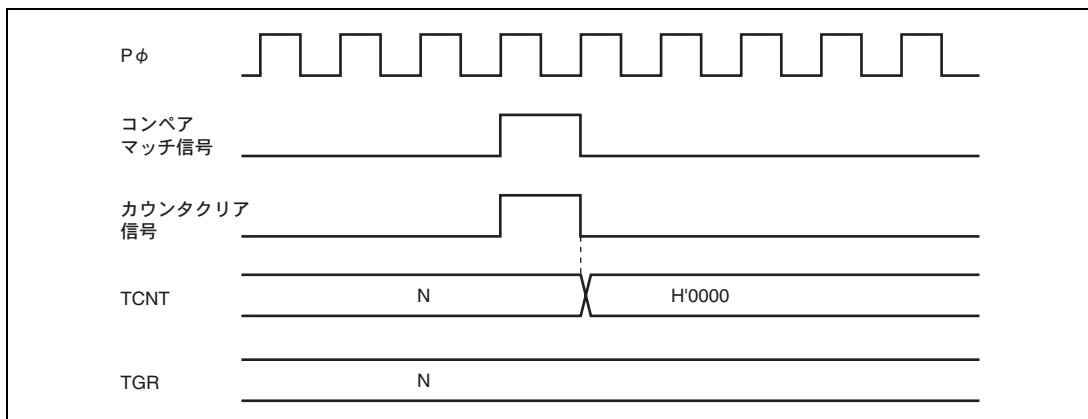 Pφ
コンペア
マッチ信号
カウンタクリア
信号
TCNT
N
H'0000
TGR
N